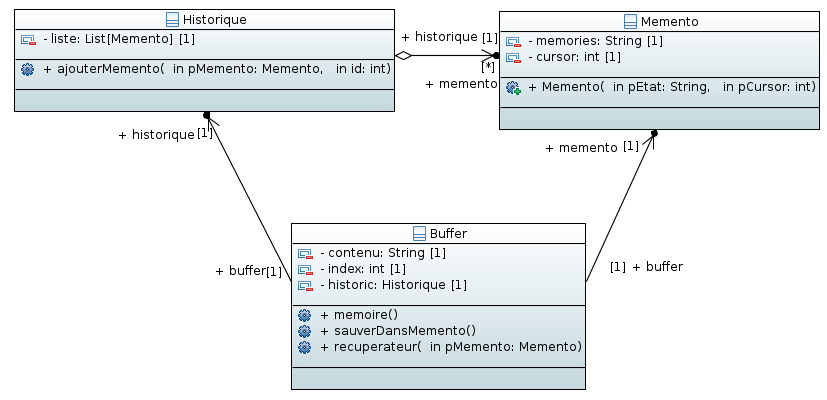 Historique
- liste: List[Memento] [1]
+ ajouterMemento( in pMemento: Memento, in id: int)
+ historique [1]
[*]
+ memento
Memento
- memories: String [1]
- cursor: int [1]
+ Memento( in pEtat: String, in pCursor: int)
+ historique [1]
+ memento [1]
+ buffer [1]
[1] + buffer
Buffer
- contenu: String [1]
- index: int [1]
- historic: Historique [1]
+ memoire()
+ sauverDansMemento()
+ recuperateur( in pMemento: Memento)